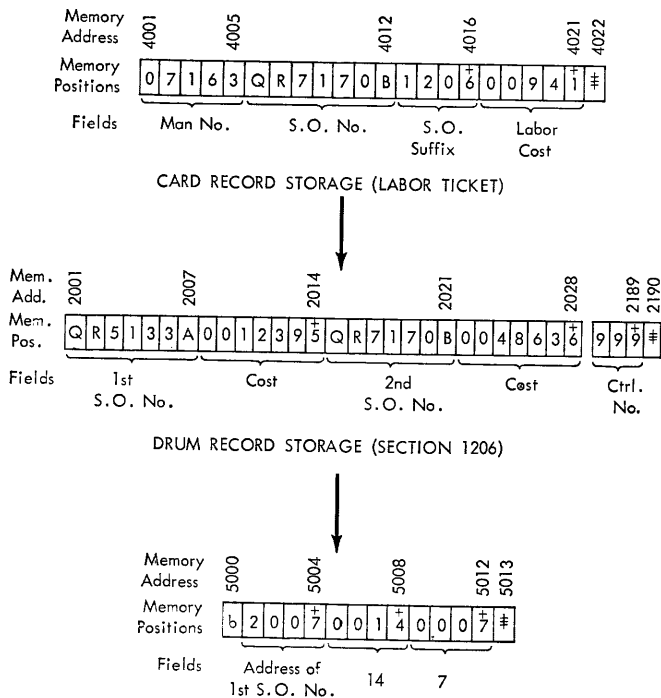 Memory Address 4001 4005 4012 4016 4021 4022
Memory Positions 0 7 1 6 3 Q R 7 1 7 0 B 1 2 0 +6 0 0 9 4 +1 ⧧
Fields Man No. S.O. No. S.O. Suffix Labor Cost
CARD RECORD STORAGE (LABOR TICKET)
Mem. Add. 2001 2007 2014 2021 2028 2189 2190
Mem. Pos. Q R 5 1 3 3 A 0 0 1 2 3 9 +5 Q R 7 1 7 0 B 0 0 4 8 6 3 +6 9 9 +9 ⧧
Fields 1st S.O. No. Cost 2nd S.O. No. Cost Ctrl. No.
DRUM RECORD STORAGE (SECTION 1206)
Memory Address 5000 5004 5008 5012 5013
Memory Positions b 2 0 0 +7 0 0 1 +4 0 0 0 +7 ⧧
Fields Address of 1st S.O. No. 14 7